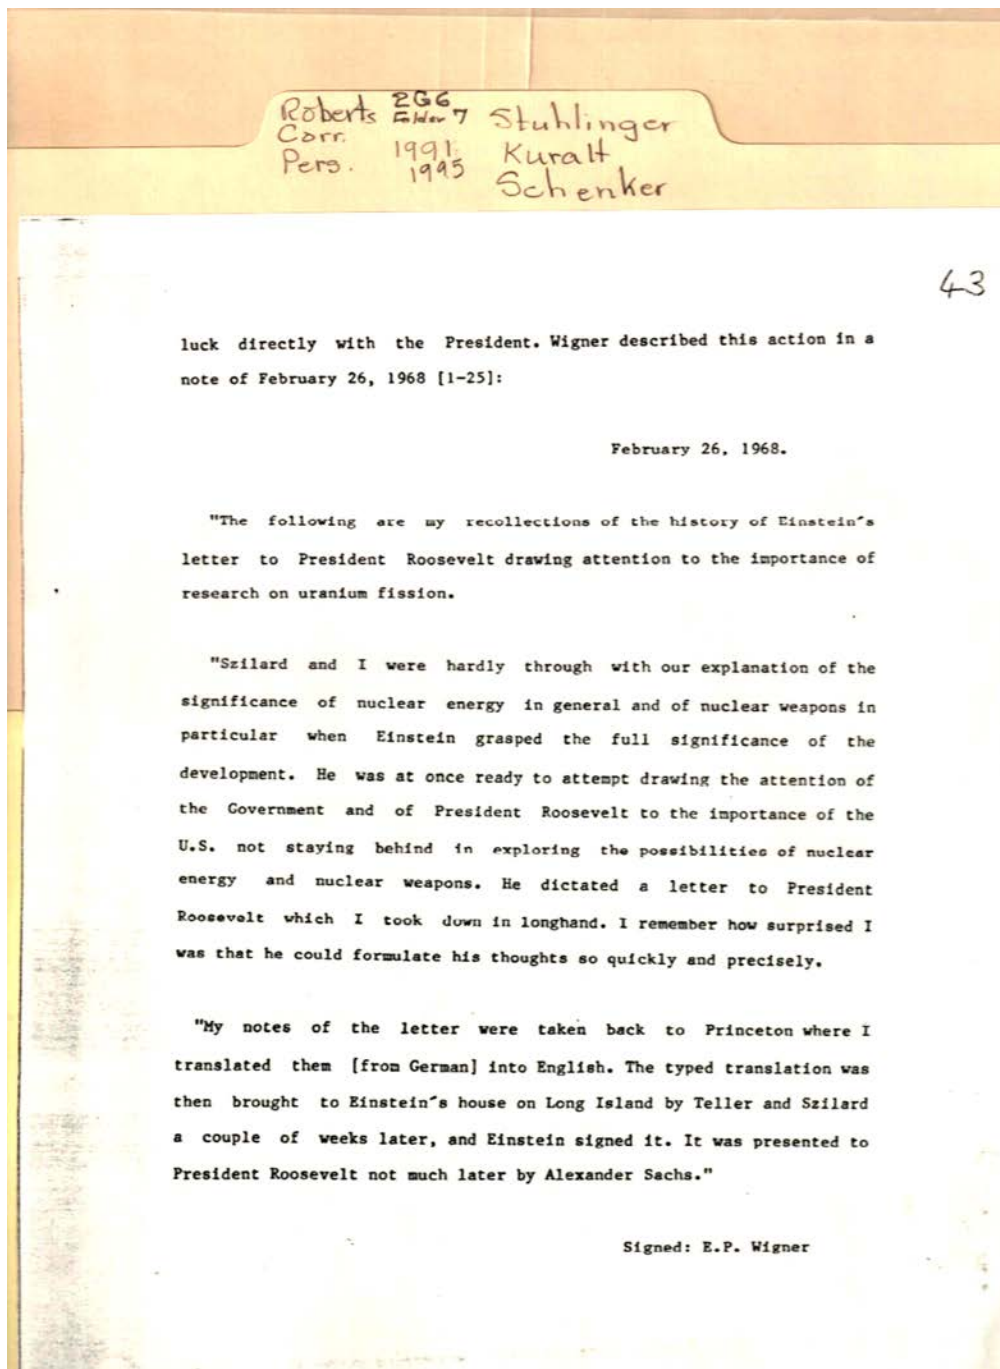 Roberts 2G6 Folder 7 Stuhlinger
Corr. 1991 Kuralt
Pers. 1995 Schenker
43
luck directly with the President. Wigner described this action in a
note of February 26, 1968 [1-25]:
February 26, 1968.
"The following are my recollections of the history of Einstein's
letter to President Roosevelt drawing attention to the importance of
research on uranium fission.
"Szilard and I were hardly through with our explanation of the
significance of nuclear energy in general and of nuclear weapons in
particular when Einstein grasped the full significance of the
development. He was at once ready to attempt drawing the attention of
the Government and of President Roosevelt to the importance of the
U.S. not staying behind in exploring the possibilities of nuclear
energy and nuclear weapons. He dictated a letter to President
Roosevelt which I took down in longhand. I remember how surprised I
was that he could formulate his thoughts so quickly and precisely.
"My notes of the letter were taken back to Princeton where I
translated them [from German] into English. The typed translation was
then brought to Einstein's house on Long Island by Teller and Szilard
a couple of weeks later, and Einstein signed it. It was presented to
President Roosevelt not much later by Alexander Sachs."
Signed: E.P. Wigner